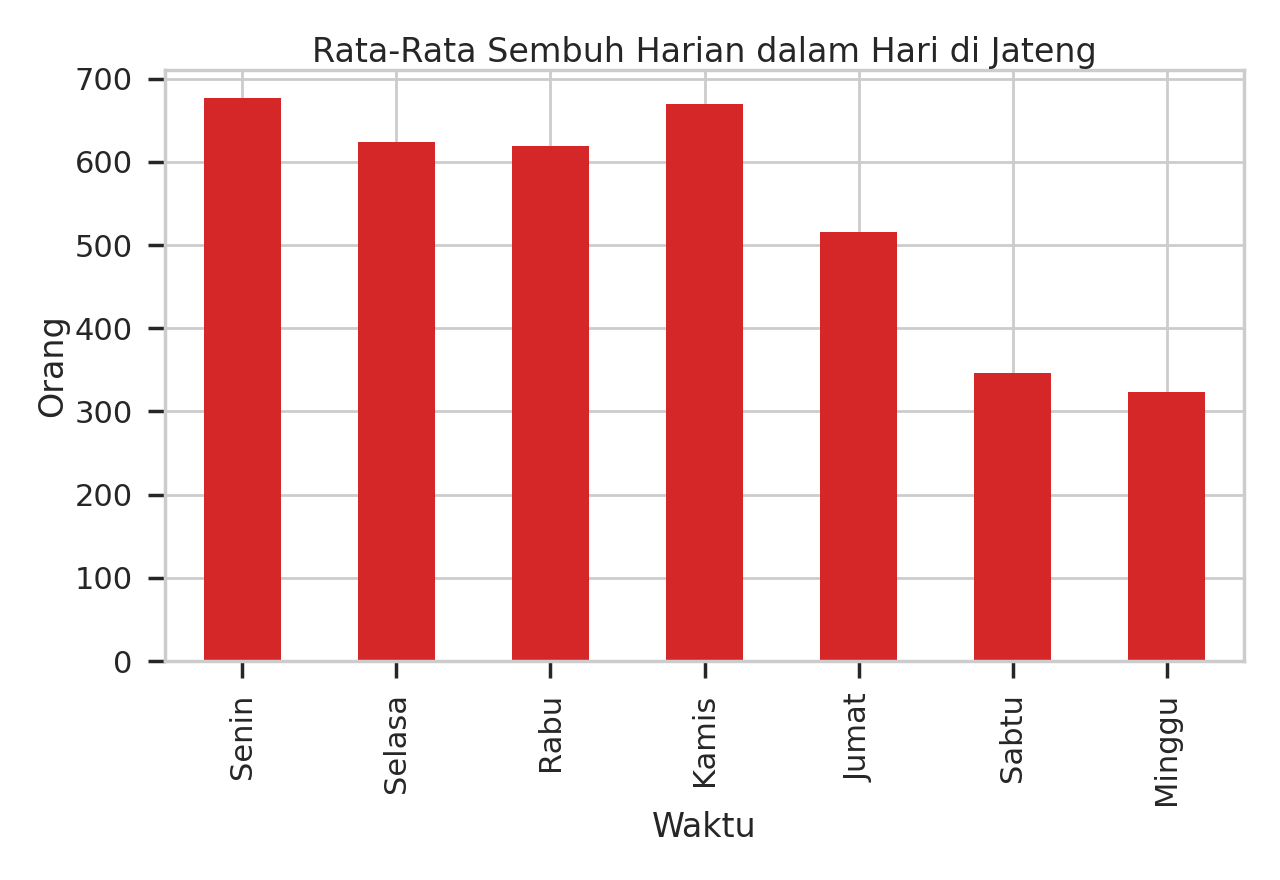 Rata-Rata Sembuh Harian dalam Hari di Jateng
Orang
700
600
500
400
300
200
100
0
Senin
Selasa
Rabu
Kamis
Jumat
Sabtu
Minggu
Waktu